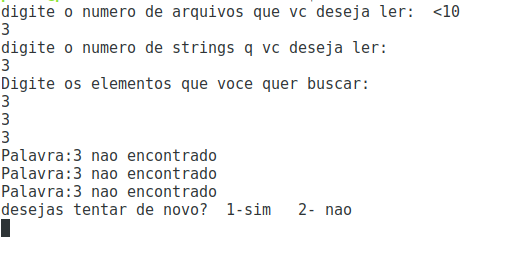 digite o numero de arquivos que vc deseja ler:  <10
3
digite o numero de strings q vc deseja ler:
3
Digite os elementos que voce quer buscar:
3
3
3
Palavra:3 nao encontrado
Palavra:3 nao encontrado
Palavra:3 nao encontrado
desejas tentar de novo?  1-sim   2- nao